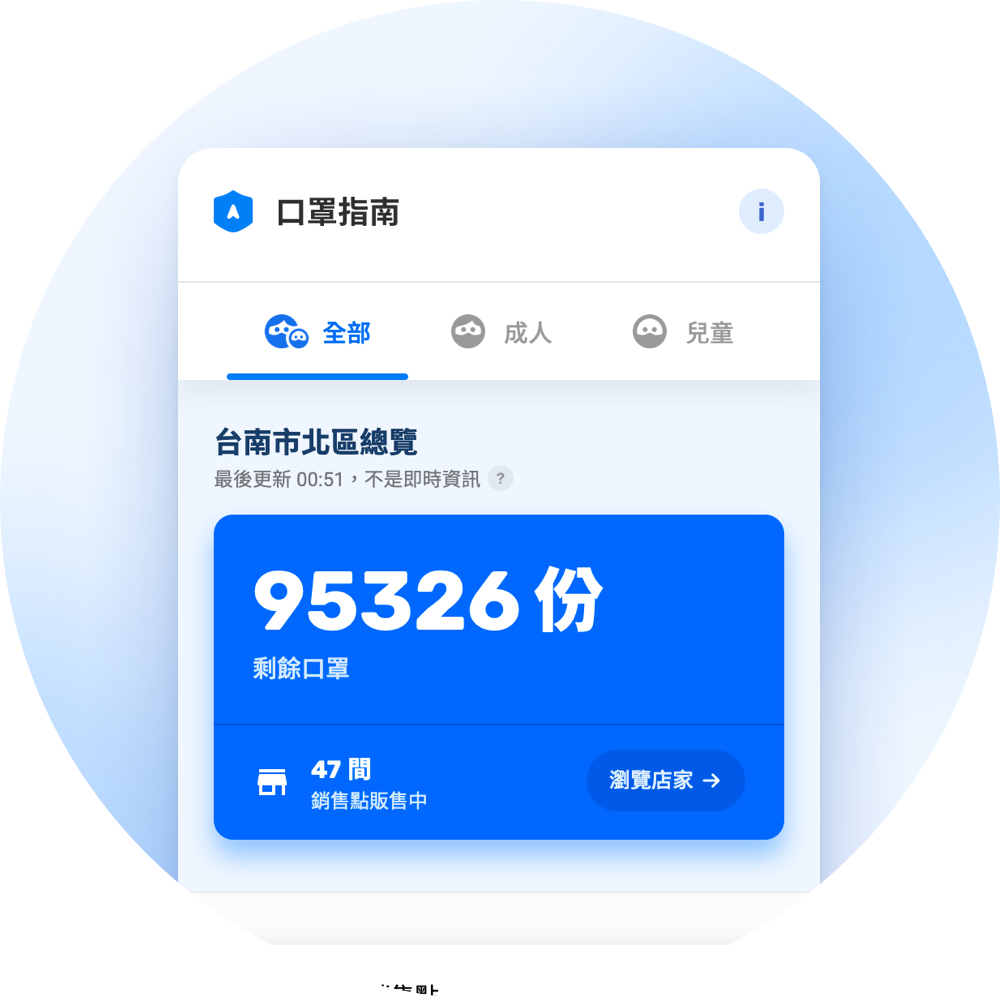 口罩指南
i
全部
成人
兒童
台南市北區總覽
最後更新 00:51，不是即時資訊 ?
95326 份
剩餘口罩
47 間
銷售點販售中
瀏覽店家 →